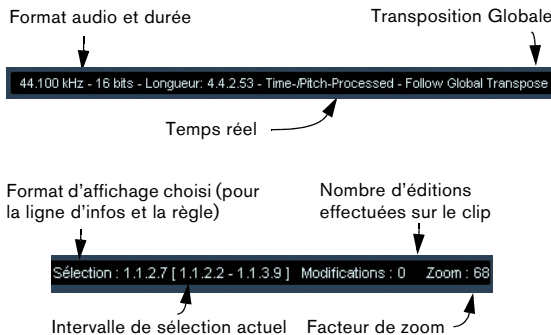 Format audio et durée
Transposition Globale
44.100 kHz - 16 bits - Longueur: 4.4.2.53 - Time-/Pitch-Processed - Follow Global Transpose
Temps réel
Format d'affichage choisi (pour
la ligne d'infos et la règle)
Nombre d'éditions
effectuées sur le clip
Sélection : 1.1.2.7 [ 1.1.2.2 - 1.1.3.9 ] Modifications : 0 Zoom : 68
Intervalle de sélection actuel
Facteur de zoom